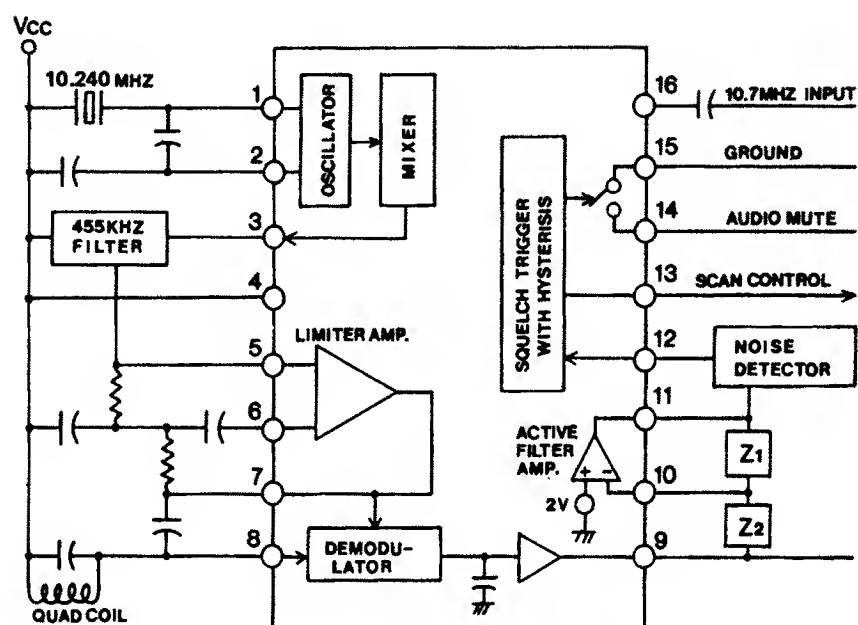 Vcc
10.240 MHZ
1
2
3
4
5
6
7
8
OSCILLATOR
MIXER
455KHZ
FILTER
LIMITER AMP.
DEMODU-
LATOR
QUAD COIL
16
10.7MHZ INPUT
15
GROUND
14
AUDIO MUTE
13
SCAN CONTROL
12
NOISE
DETECTOR
11
10
9
SQUELCH TRIGGER
WITH HYSTERISIS
ACTIVE
FILTER
AMP.
+ -
2V
Z1
Z2